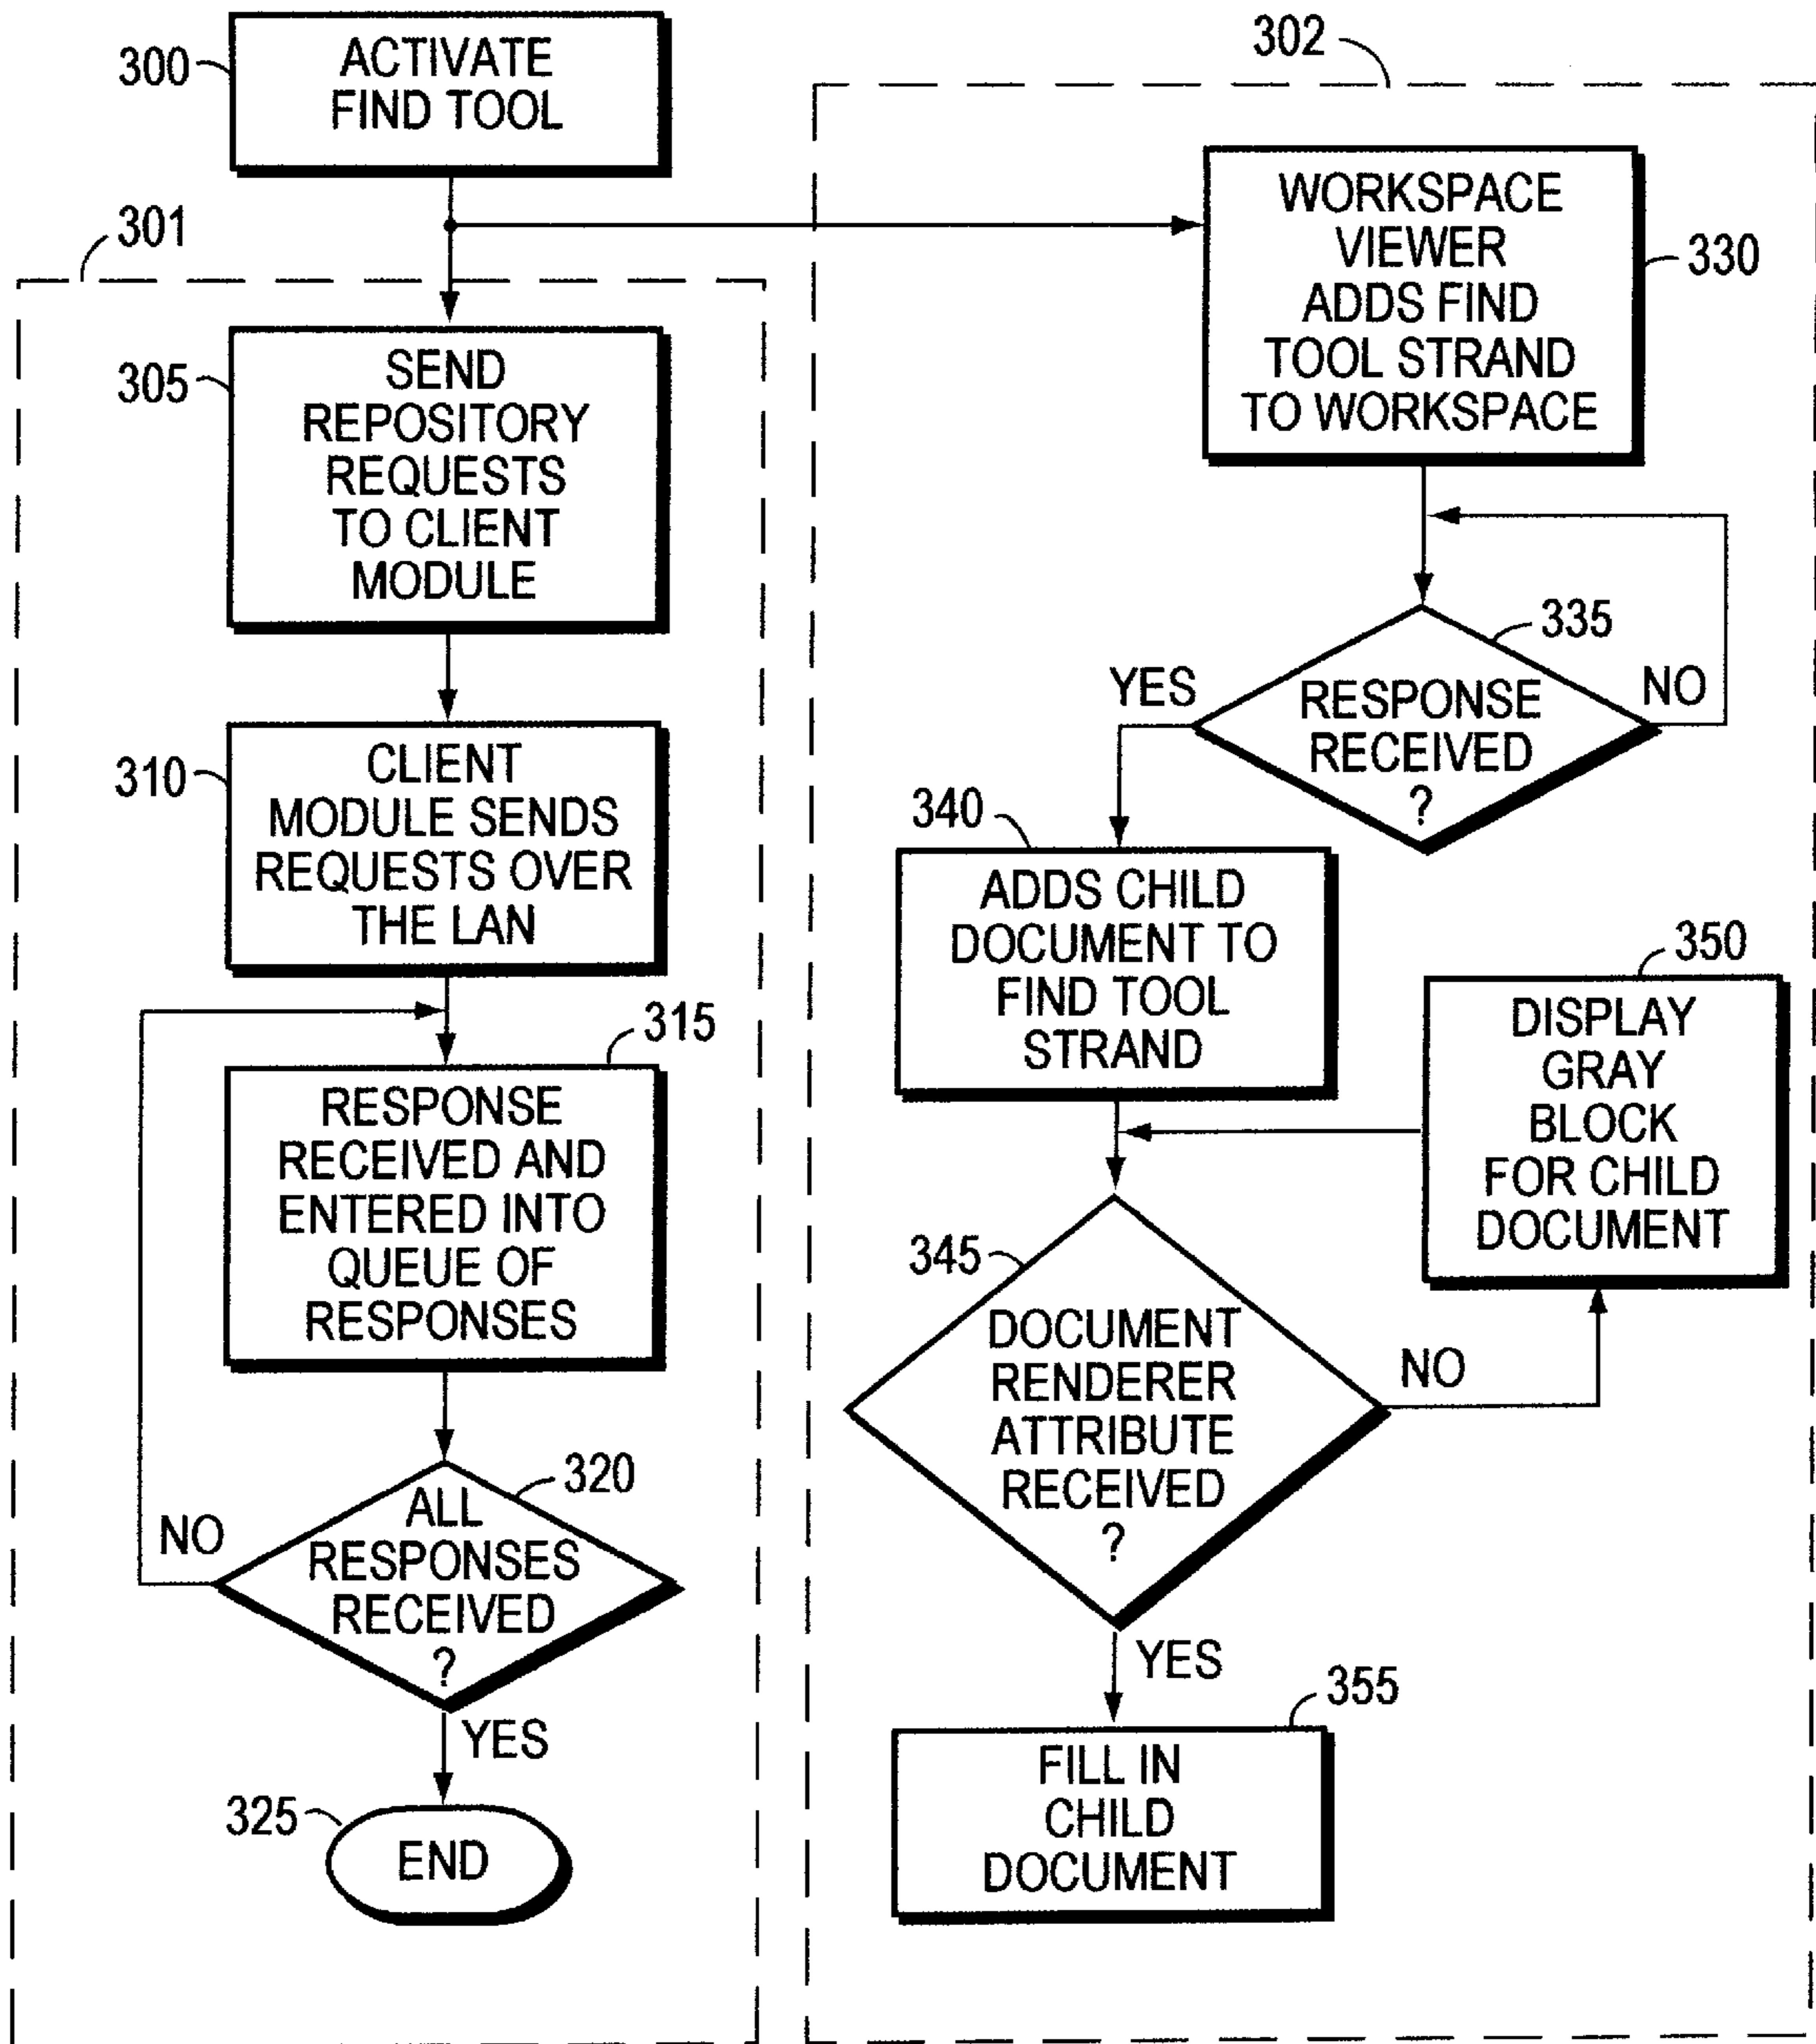 300
ACTIVATE
FIND TOOL
301
305
SEND
REPOSITORY
REQUESTS
TO CLIENT
MODULE
310
CLIENT
MODULE SENDS
REQUESTS OVER
THE LAN
315
RESPONSE
RECEIVED AND
ENTERED INTO
QUEUE OF
RESPONSES
320
ALL
RESPONSES
RECEIVED
?
NO
YES
325
END
302
330
WORKSPACE
VIEWER
ADDS FIND
TOOL STRAND
TO WORKSPACE
335
RESPONSE
RECEIVED
?
YES
NO
340
ADDS CHILD
DOCUMENT TO
FIND TOOL
STRAND
350
DISPLAY
GRAY
BLOCK
FOR CHILD
DOCUMENT
345
DOCUMENT
RENDERER
ATTRIBUTE
RECEIVED
?
NO
YES
355
FILL IN
CHILD
DOCUMENT